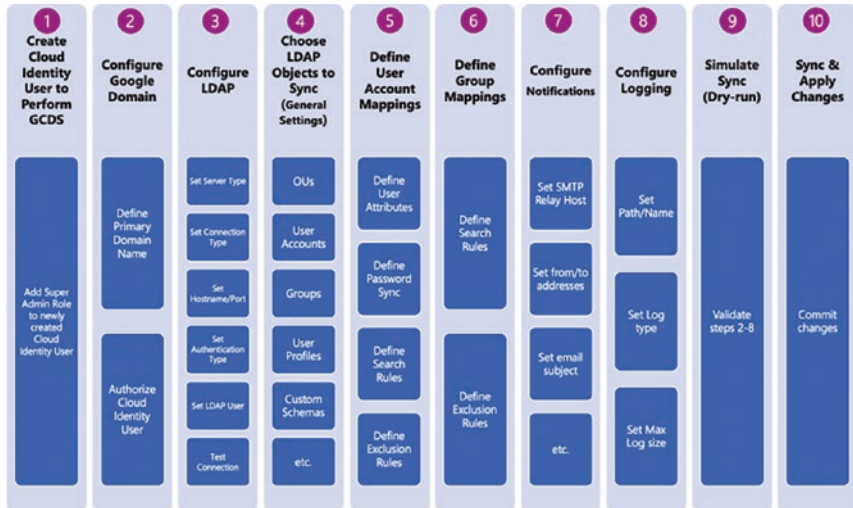 1
Create
Cloud
Identity
User to
Perform
GCDS
Add Super
Admin Role
to newly
created
Cloud
Identity User
2
Configure
Google
Domain
Define
Primary
Domain
Name
Authorize
Cloud
Identity
User
3
Configure
LDAP
Set Server Type
Set Connection
Type
Set
Hostname/Port
Set
Authentication
Type
Set LDAP User
Test
Connection
4
Choose
LDAP
Objects to
Sync
(General
Settings)
OUs
User
Accounts
Groups
User
Profiles
Custom
Schemas
etc.
5
Define
User
Account
Mappings
Define
User
Attributes
Define
Password
Sync
Define
Search
Rules
Define
Exclusion
Rules
6
Define
Group
Mappings
Define
Search
Rules
Define
Exclusion
Rules
7
Configure
Notifications
Set SMTP
Relay Host
Set from/to
addresses
Set email
subject
etc.
8
Configure
Logging
Set
Path/Name
Set Log
type
Set Max
Log size
9
Simulate
Sync
(Dry-run)
Validate
steps 2-8
10
Sync &
Apply
Changes
Commit
changes